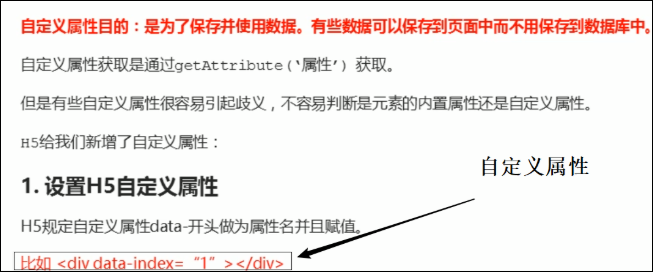 自定义属性目的：是为了保存并使用数据。有些数据可以保存到页面中而不用保存到数据库中。
自定义属性获取是通过getAttribute(‘属性’) 获取。
但是有些自定义属性很容易引起歧义，不容易判断是元素的内置属性还是自定义属性。
H5给我们新增了自定义属性：
自定义属性
1. 设置H5自定义属性
H5规定自定义属性data-开头做为属性名并且赋值。
比如 <div data-index=“1”></div>